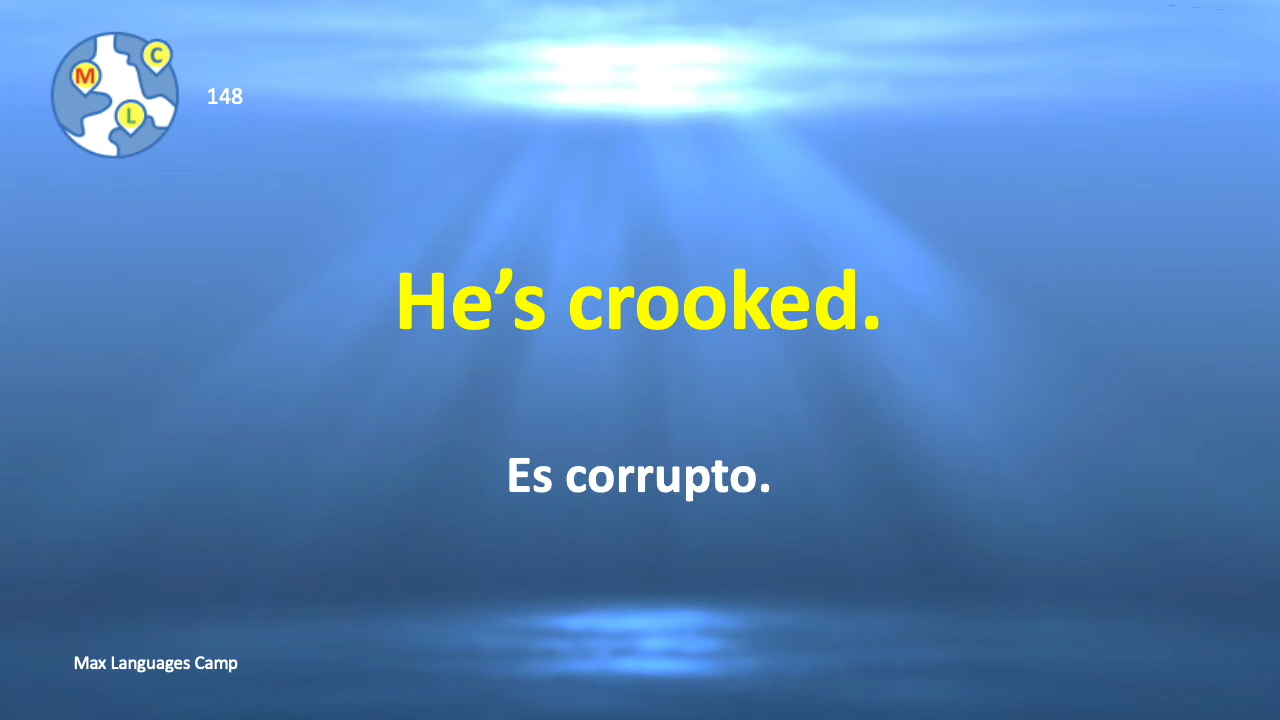 C
M
148
L
He’s crooked.
Es corrupto.
Max Languages Camp